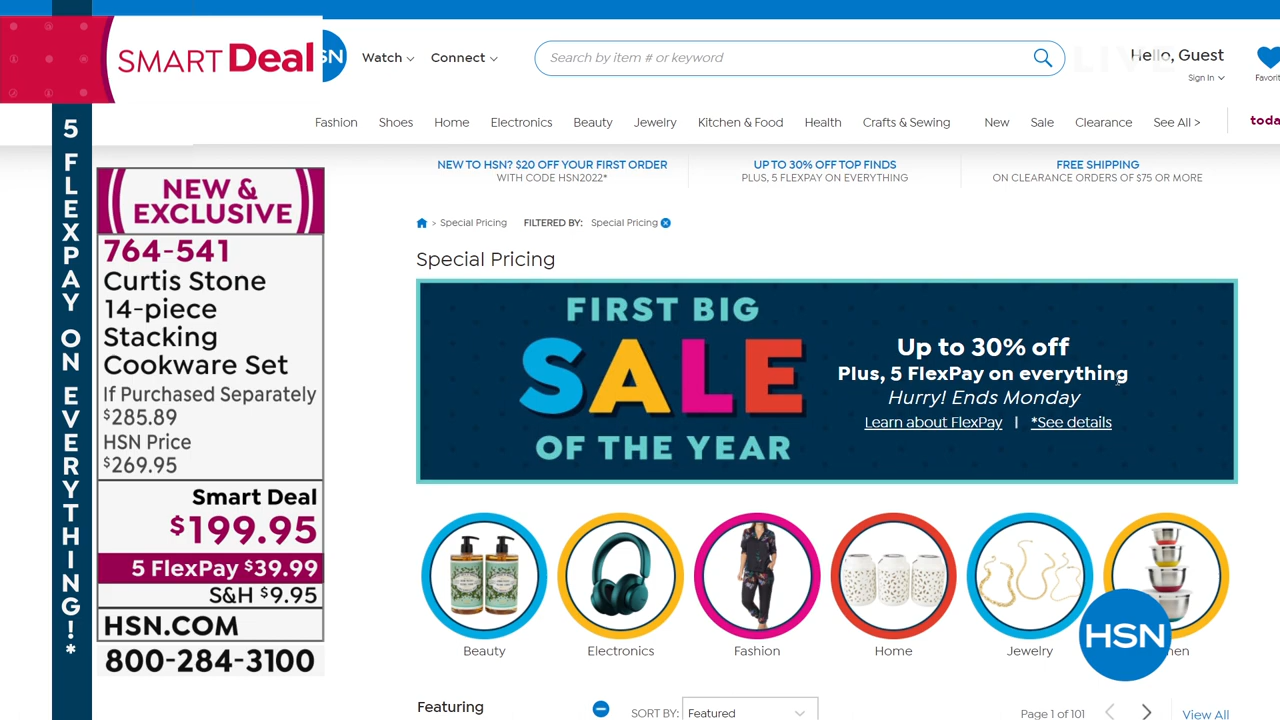 SMART Deal
SN
Watch
Connect
Search by item # or keyword
LIVE
Hello, Guest
Sign In
Favorit
Fashion
Shoes
Home
Electronics
Beauty
Jewelry
Kitchen & Food
Health
Crafts & Sewing
New
Sale
Clearance
See All >
toda
5 FLEXPAY ON EVERYTHING!*
NEW TO HSN? $20 OFF YOUR FIRST ORDER
WITH CODE HSN2022*
UP TO 30% OFF TOP FINDS
PLUS, 5 FLEXPAY ON EVERYTHING
FREE SHIPPING
ON CLEARANCE ORDERS OF $75 OR MORE
NEW &
EXCLUSIVE
764-541
Curtis Stone
14-piece
Stacking
Cookware Set
If Purchased Separately
$285.89
HSN Price
$269.95
Smart Deal
$199.95
5 FlexPay $39.99
S&H $9.95
HSN.COM
800-284-3100
> Special Pricing
FILTERED BY: Special Pricing
Special Pricing
FIRST BIG
SALE
OF THE YEAR
Up to 30% off
Plus, 5 FlexPay on everything
Hurry! Ends Monday
Learn about FlexPay | *See details
Beauty
Electronics
Fashion
Home
Jewelry
hen
HSN
Featuring
SORT BY: Featured
Page 1 of 101
View All